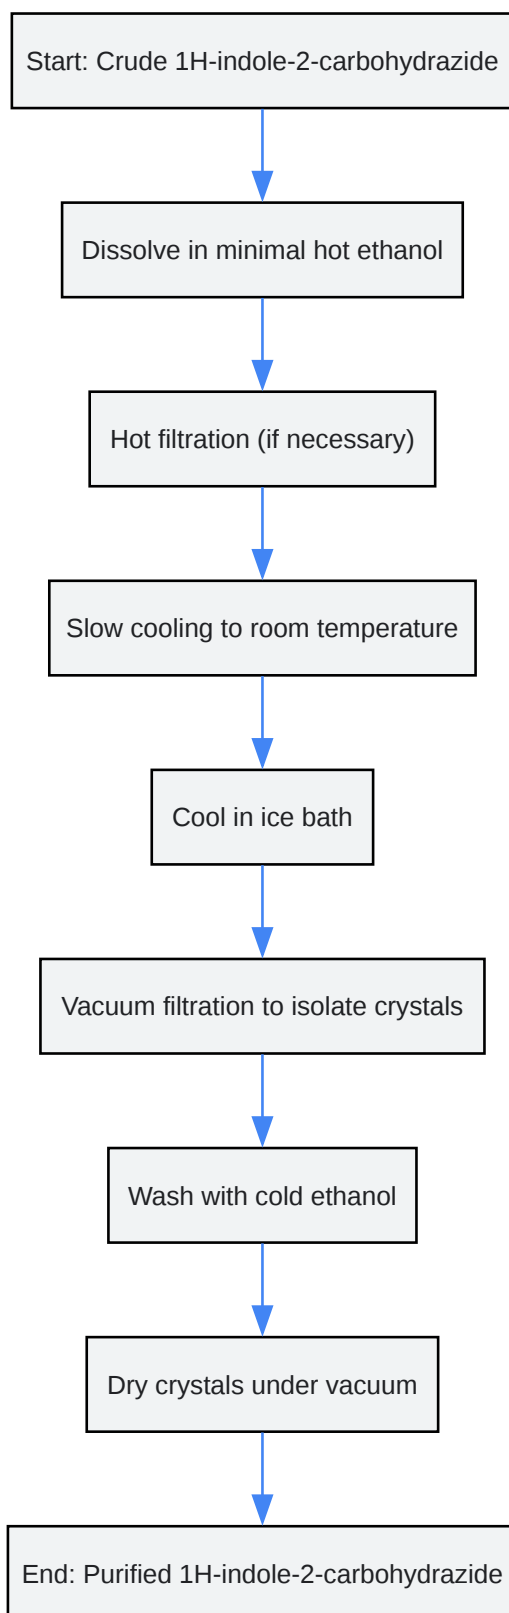 Start: Crude 1H-indole-2-carbohydrazide
Dissolve in minimal hot ethanol
Hot filtration (if necessary)
Slow cooling to room temperature
Cool in ice bath
Vacuum filtration to isolate crystals
Wash with cold ethanol
Dry crystals under vacuum
End: Purified 1H-indole-2-carbohydrazide